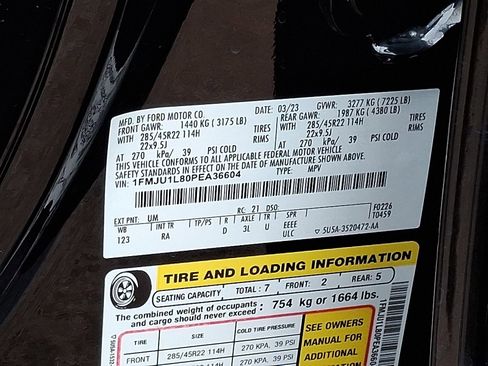 MFD. BY FORD MOTOR CO.
DATE: 03/23 GVWR: 3277 KG ( 7225 LB)
FRONT GAWR: 1440 KG ( 3175 LB) REAR GAWR: 1987 KG ( 4380 LB)
WITH 285/45R22 114H TIRES WITH 285/45R22 114H TIRES
22x9.5J RIMS 22x9.5J RIMS
AT 270 kPa/ 39 PSI COLD AT 270 kPa/ 39 PSI COLD
THIS VEHICLE CONFORMS TO ALL APPLICABLE FEDERAL MOTOR VEHICLE
SAFETY STANDARDS IN EFFECT ON THE DATE OF MANUFACTURE SHOWN ABOVE.
VIN: 1FMJU1L80PEA36604 TYPE: MPV
F0226
T0459
EXT PNT: UM RC: 21 DSO:
WB INT TR TP/PS R AXLE TR SPR
123 RA D 3L U EEEE
ULC 5U5A-3520472-AA
TIRE AND LOADING INFORMATION
SEATING CAPACITY TOTAL: 7 FRONT: 2 REAR: 5
The combined weight of occupants and cargo should never exceed: 754 kg or 1664 lbs.
TIRE SIZE COLD TIRE PRESSURE
FRONT 285/45R22 114H 270 KPA, 39 PSI
SEE OWNERS
MANUAL FOR
ADDITIONAL